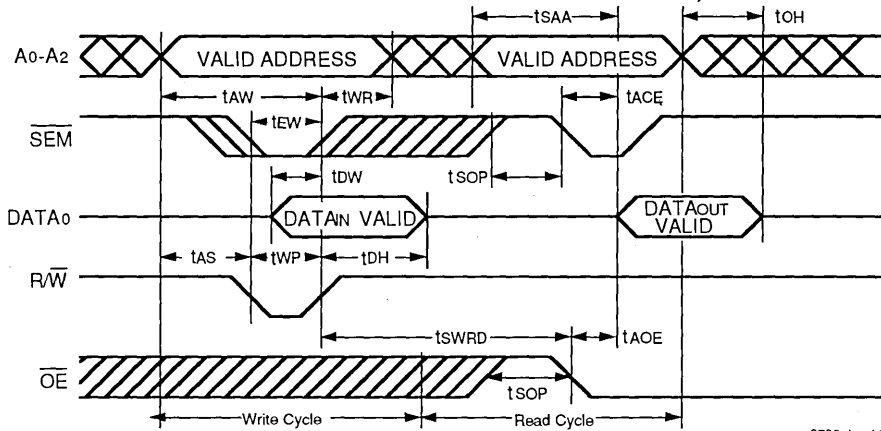 tSAA tOH
A0-A2 VALID ADDRESS VALID ADDRESS
tAW tWR tACE
tEW
SEM
tDW tSOP
DATA0 DATAIN VALID DATAOUT VALID
tAS tWP tDH
R/W
tSWRD tAOE
OE
tSOP
Write Cycle Read Cycle